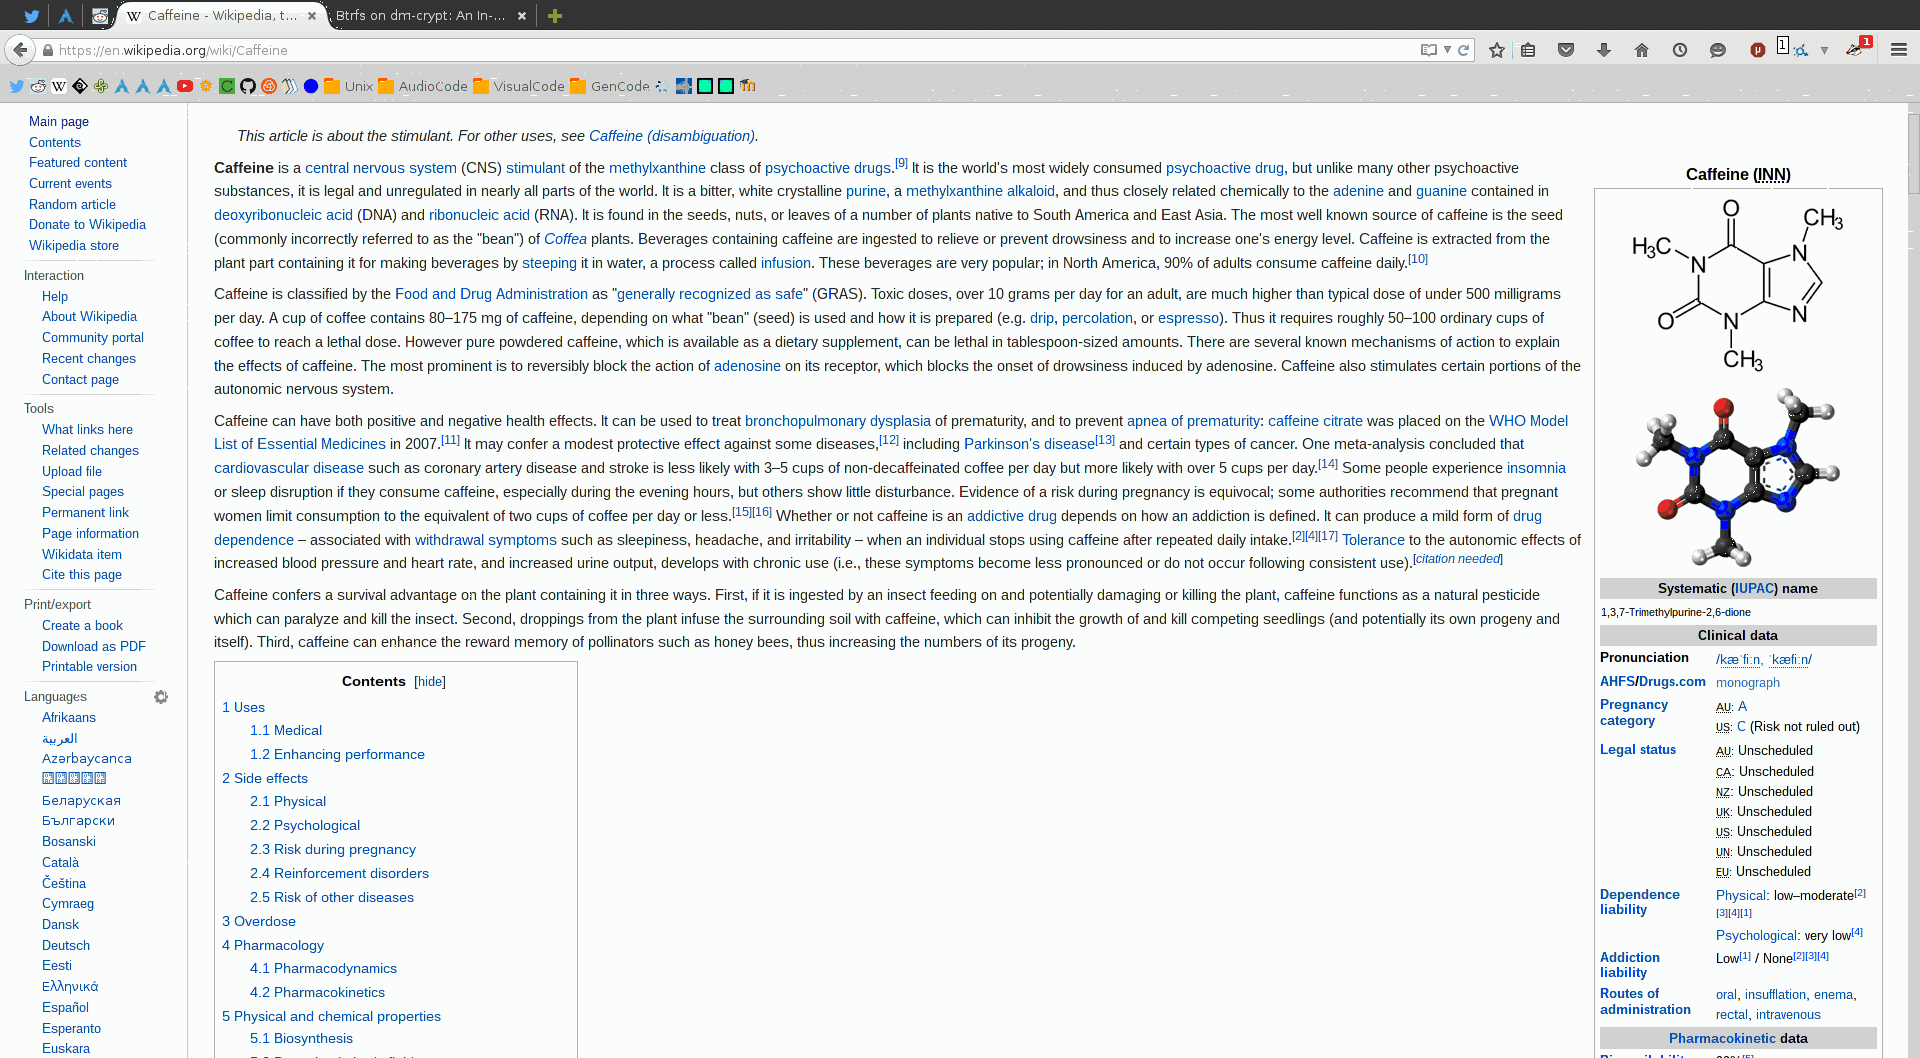 Caffeine - Wikipedia, t...
Btrfs on dm-crypt: An In-...
https://en.wikipedia.org/wiki/Caffeine
1
1
Unix
AudioCode
VisualCode
GenCode
Main page
Contents
Featured content
Current events
Random article
Donate to Wikipedia
Wikipedia store
Interaction
Help
About Wikipedia
Community portal
Recent changes
Contact page
Tools
What links here
Related changes
Upload file
Special pages
Permanent link
Page information
Wikidata item
Cite this page
Print/export
Create a book
Download as PDF
Printable version
Languages
Afrikaans
العربية
Azərbaycanca
Беларуская
Български
Bosanski
Català
Čeština
Cymraeg
Dansk
Deutsch
Eesti
Ελληνικά
Español
Esperanto
Euskara
This article is about the stimulant. For other uses, see Caffeine (disambiguation).
Caffeine is a central nervous system (CNS) stimulant of the methylxanthine class of psychoactive drugs.[9] It is the world's most widely consumed psychoactive drug, but unlike many other psychoactive
substances, it is legal and unregulated in nearly all parts of the world. It is a bitter, white crystalline purine, a methylxanthine alkaloid, and thus closely related chemically to the adenine and guanine contained in
deoxyribonucleic acid (DNA) and ribonucleic acid (RNA). It is found in the seeds, nuts, or leaves of a number of plants native to South America and East Asia. The most well known source of caffeine is the seed
(commonly incorrectly referred to as the "bean") of Coffea plants. Beverages containing caffeine are ingested to relieve or prevent drowsiness and to increase one's energy level. Caffeine is extracted from the
plant part containing it for making beverages by steeping it in water, a process called infusion. These beverages are very popular; in North America, 90% of adults consume caffeine daily.[10]
Caffeine is classified by the Food and Drug Administration as "generally recognized as safe" (GRAS). Toxic doses, over 10 grams per day for an adult, are much higher than typical dose of under 500 milligrams
per day. A cup of coffee contains 80–175 mg of caffeine, depending on what "bean" (seed) is used and how it is prepared (e.g. drip, percolation, or espresso). Thus it requires roughly 50–100 ordinary cups of
coffee to reach a lethal dose. However pure powdered caffeine, which is available as a dietary supplement, can be lethal in tablespoon-sized amounts. There are several known mechanisms of action to explain
the effects of caffeine. The most prominent is to reversibly block the action of adenosine on its receptor, which blocks the onset of drowsiness induced by adenosine. Caffeine also stimulates certain portions of the
autonomic nervous system.
Caffeine can have both positive and negative health effects. It can be used to treat bronchopulmonary dysplasia of prematurity, and to prevent apnea of prematurity: caffeine citrate was placed on the WHO Model
List of Essential Medicines in 2007.[11] It may confer a modest protective effect against some diseases,[12] including Parkinson's disease[13] and certain types of cancer. One meta-analysis concluded that
cardiovascular disease such as coronary artery disease and stroke is less likely with 3–5 cups of non-decaffeinated coffee per day but more likely with over 5 cups per day.[14] Some people experience insomnia
or sleep disruption if they consume caffeine, especially during the evening hours, but others show little disturbance. Evidence of a risk during pregnancy is equivocal; some authorities recommend that pregnant
women limit consumption to the equivalent of two cups of coffee per day or less.[15][16] Whether or not caffeine is an addictive drug depends on how an addiction is defined. It can produce a mild form of drug
dependence – associated with withdrawal symptoms such as sleepiness, headache, and irritability – when an individual stops using caffeine after repeated daily intake.[2][4][17] Tolerance to the autonomic effects of
increased blood pressure and heart rate, and increased urine output, develops with chronic use (i.e., these symptoms become less pronounced or do not occur following consistent use).[citation needed]
Caffeine confers a survival advantage on the plant containing it in three ways. First, if it is ingested by an insect feeding on and potentially damaging or killing the plant, caffeine functions as a natural pesticide
which can paralyze and kill the insect. Second, droppings from the plant infuse the surrounding soil with caffeine, which can inhibit the growth of and kill competing seedlings (and potentially its own progeny and
itself). Third, caffeine can enhance the reward memory of pollinators such as honey bees, thus increasing the numbers of its progeny.
Contents [hide]
1 Uses
1.1 Medical
1.2 Enhancing performance
2 Side effects
2.1 Physical
2.2 Psychological
2.3 Risk during pregnancy
2.4 Reinforcement disorders
2.5 Risk of other diseases
3 Overdose
4 Pharmacology
4.1 Pharmacodynamics
4.2 Pharmacokinetics
5 Physical and chemical properties
5.1 Biosynthesis
Caffeine (INN)
O
CH3
H3C
N
N
O
N
N
CH3
Systematic (IUPAC) name
1,3,7-Trimethylpurine-2,6-dione
Clinical data
Pronunciation /kæˈfiːn, ˈkæfiːn/
AHFS/Drugs.com monograph
Pregnancy category
AU: A
US: C (Risk not ruled out)
Legal status
AU: Unscheduled
CA: Unscheduled
NZ: Unscheduled
UK: Unscheduled
US: Unscheduled
UN: Unscheduled
EU: Unscheduled
Dependence liability
Physical: low–moderate[2]
[3][4][1]
Psychological: very low[4]
Addiction liability
Low[1] / None[2][3][4]
Routes of administration
oral, insufflation, enema,
rectal, intravenous
Pharmacokinetic data